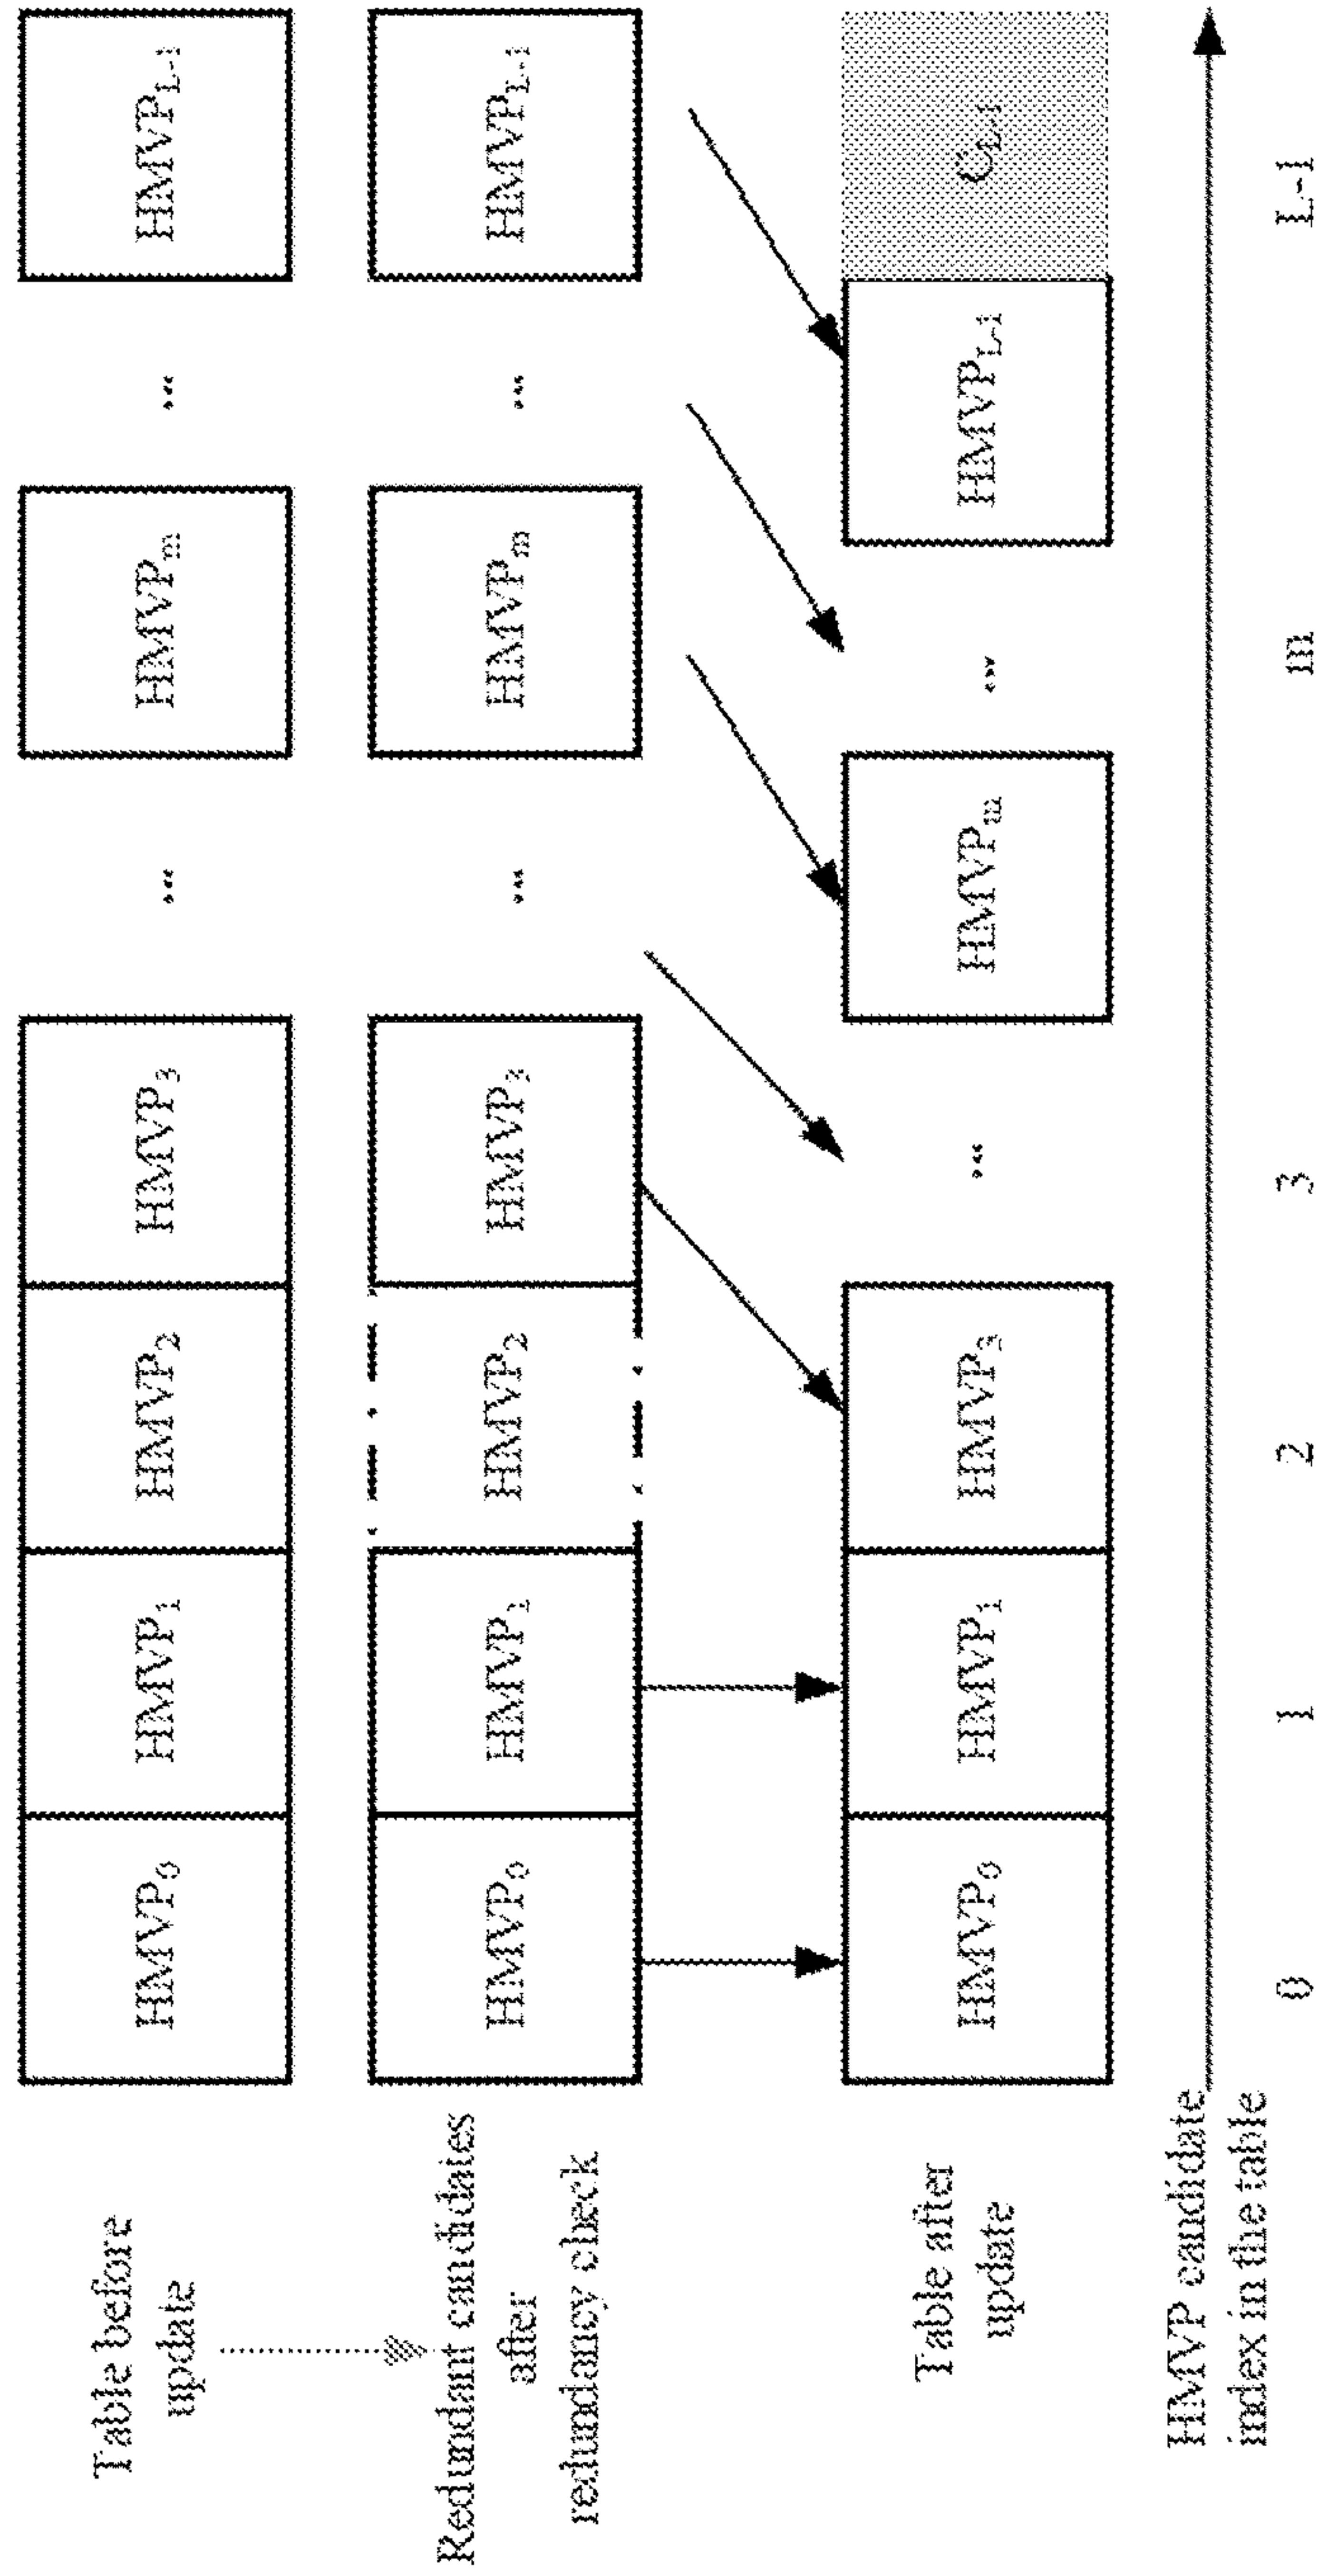 Table before
update
HMVP0 HMVP1 HMVP2 HMVP3 ... HMVPm ... HMVPL-1
Redundant candidates
after
redundancy check
HMVP0 HMVP1 HMVP2 HMVP3 ... HMVPm ... HMVPL-1
Table after
update
HMVP0 HMVP1 HMVP3 ... HMVPm ... HMVPL-1 CL-1
HMVP candidate
index in the table
0 1 2 3 m L-1